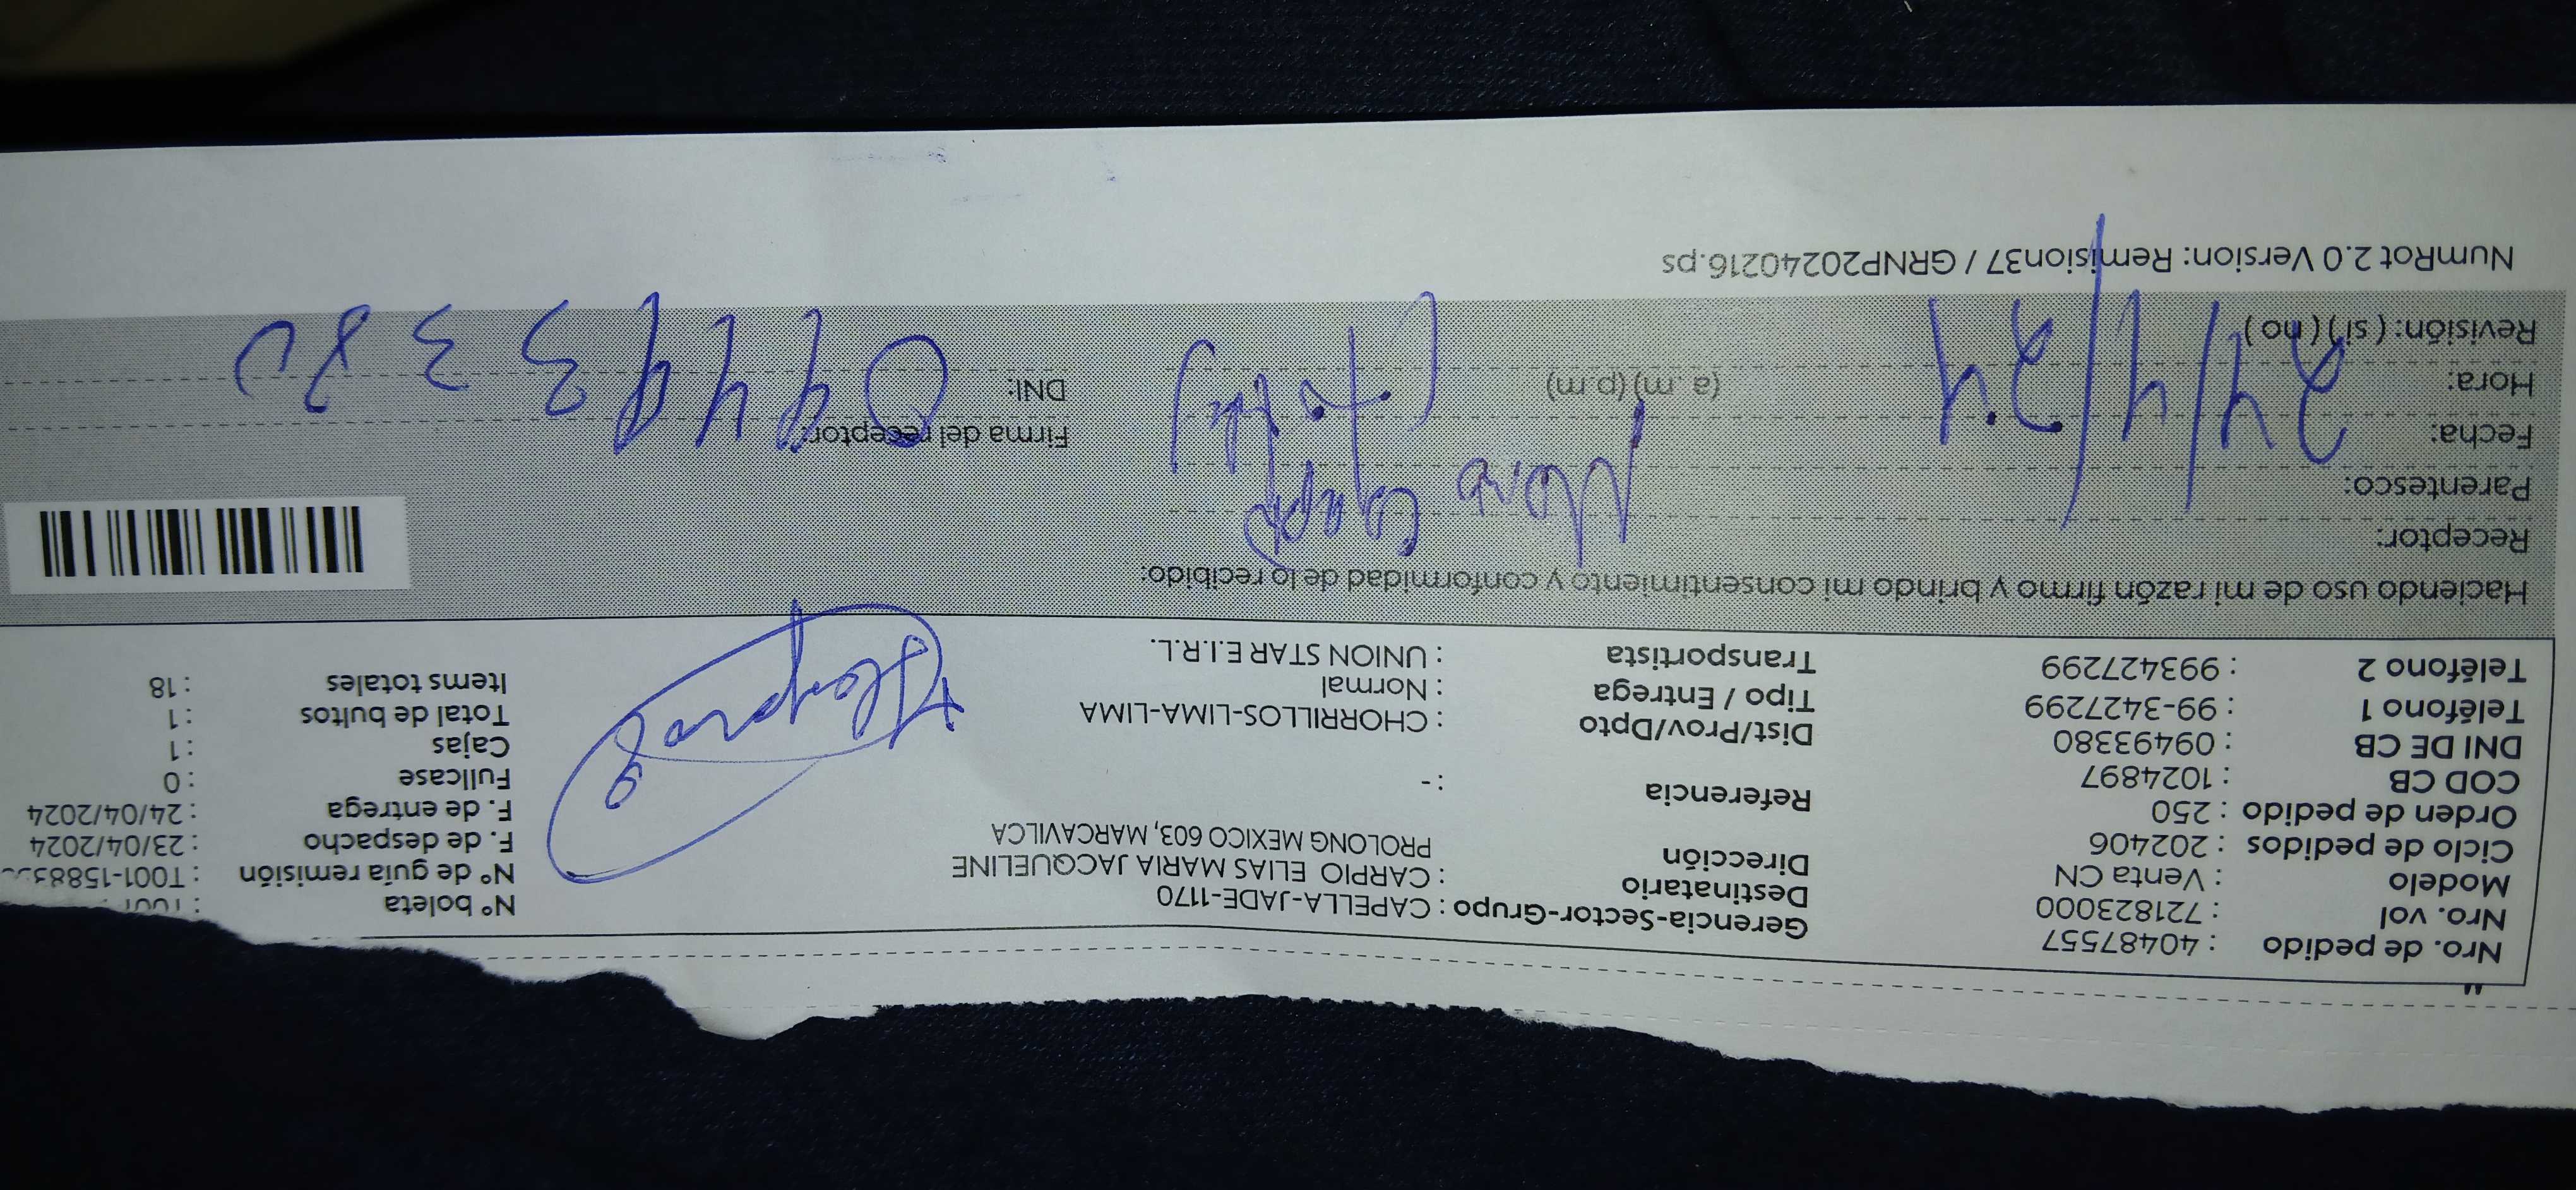 Nro. de pedido : 40487557
Nro. vol : 721823000
Modelo : Venta CN
Ciclo de pedidos : 202406
Orden de pedido : 250
COD CB : 1024897
DNI DE CB : 09493380
Teléfono 1 : 99-3427299
Teléfono 2 : 993427299
Gerencia-Sector-Grupo : CAPELLA-JADE-1170
Destinatario : CARPIO ELIAS MARIA JACQUELINE
Dirección PROLONG MEXICO 603, MARCAVILCA
Referencia : -
Dist/Prov/Dpto : CHORRILLOS-LIMA-LIMA
Tipo / Entrega : Normal
Transportista : UNION STAR E.I.R.L.
Nº boleta :
Nº de guía remisión : T001-1588
F. de despacho : 23/04/2024
F. de entrega : 24/04/2024
Fullcase : 0
Cajas : 1
Total de bultos : 1
Items totales : 18
Haciendo uso de mi razón firmo y brindo mi consentimiento y conformidad de lo recibido:
Receptor:
Parentesco:
Fecha: 24/4/24
Hora: (a.m) (p.m)
Revisión: ( si ) ( no )
Firma del receptor:
DNI: 09493380
NumRot 2.0 Version: Remision37 / GRNP20240216.ps